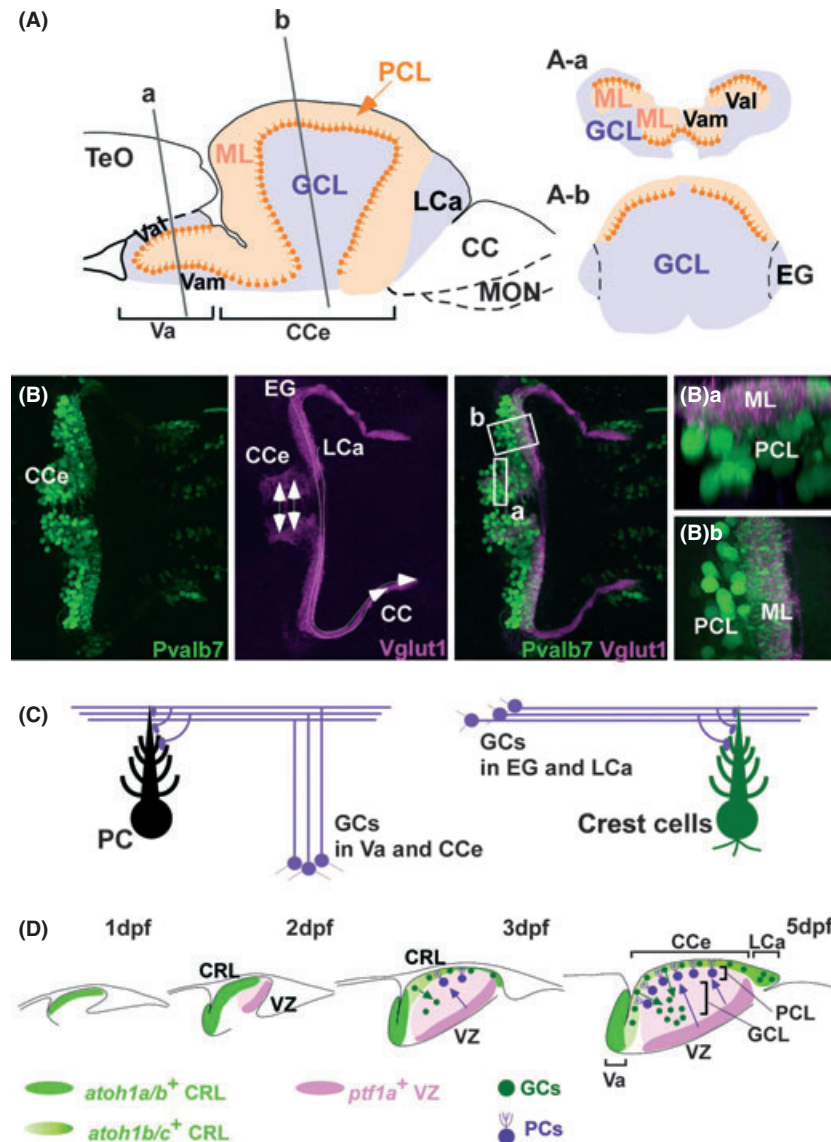 (A)
b
a
PCL
TeO
ML
GCL
LCa
Val
Vam
CC
MON
Va
CCe
A-a
ML
ML
Vam
Val
GCL
A-b
GCL
EG
(B)
CCe
Pvalb7
EG
CCe
LCa
CC
Vglut1
b
a
Pvalb7 Vglut1
(B)a
ML
PCL
(B)b
PCL
ML
(C)
PC
GCs
in Va and CCe
GCs
in EG and LCa
Crest cells
(D)
1dpf
2dpf
3dpf
5dpf
CRL
VZ
CRL
VZ
CCe
LCa
PCL
GCL
VZ
Va
atoh1a/b+ CRL
ptf1a+ VZ
GCs
atoh1b/c+ CRL
PCs